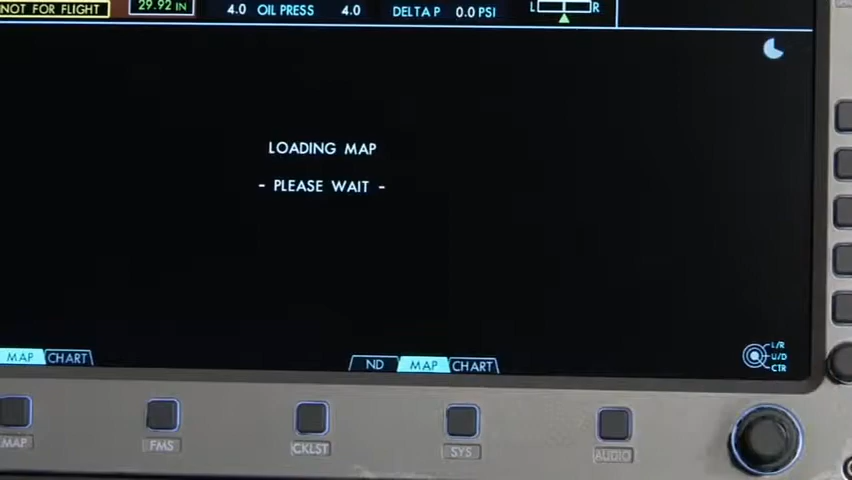 NOT FOR FLIGHT
29.92 IN
4.0 OIL PRESS 4.0
DELTA P 0.0 PSI
L R
LOADING MAP
- PLEASE WAIT -
L/R
U/D
CTR
MAP CHART
ND MAP CHART
MAP FMS CKLST SYS AUDIO